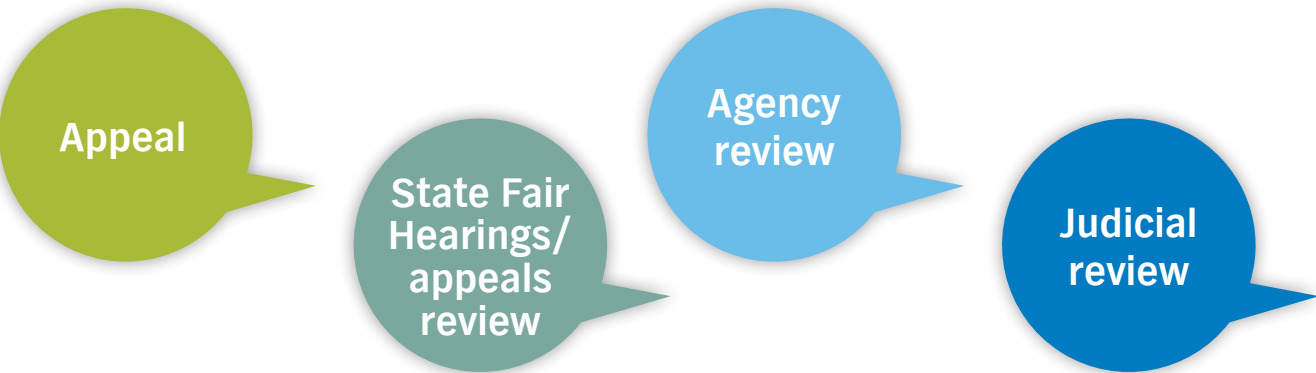 Appeal
State Fair
Hearings/
appeals
review
Agency
review
Judicial
review